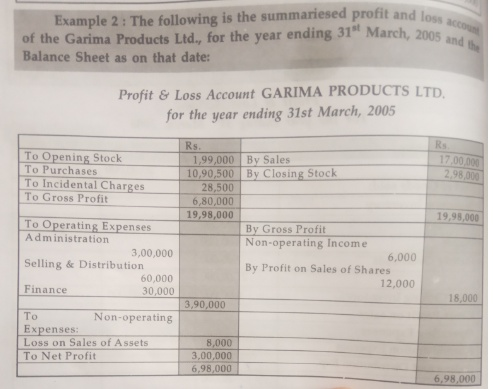 Example 2 : The following is the summariesed profit and loss account
of the Garima Products Ltd., for the year ending 31st March, 2005 and the
Balance Sheet as on that date:
Profit & Loss Account GARIMA PRODUCTS LTD.
for the year ending 31st March, 2005
Rs. Rs.
To Opening Stock 1,99,000 By Sales 17,00,000
To Purchases 10,90,500 By Closing Stock 2,98,000
To Incidental Charges 28,500
To Gross Profit 6,80,000
19,98,000 19,98,000
To Operating Expenses By Gross Profit
Administration Non-operating Income
3,00,000 6,000
Selling & Distribution By Profit on Sales of Shares
60,000 12,000
Finance 30,000 18,000
3,90,000
To Non-operating
Expenses:
Loss on Sales of Assets 8,000
To Net Profit 3,00,000
6,98,000 6,98,000